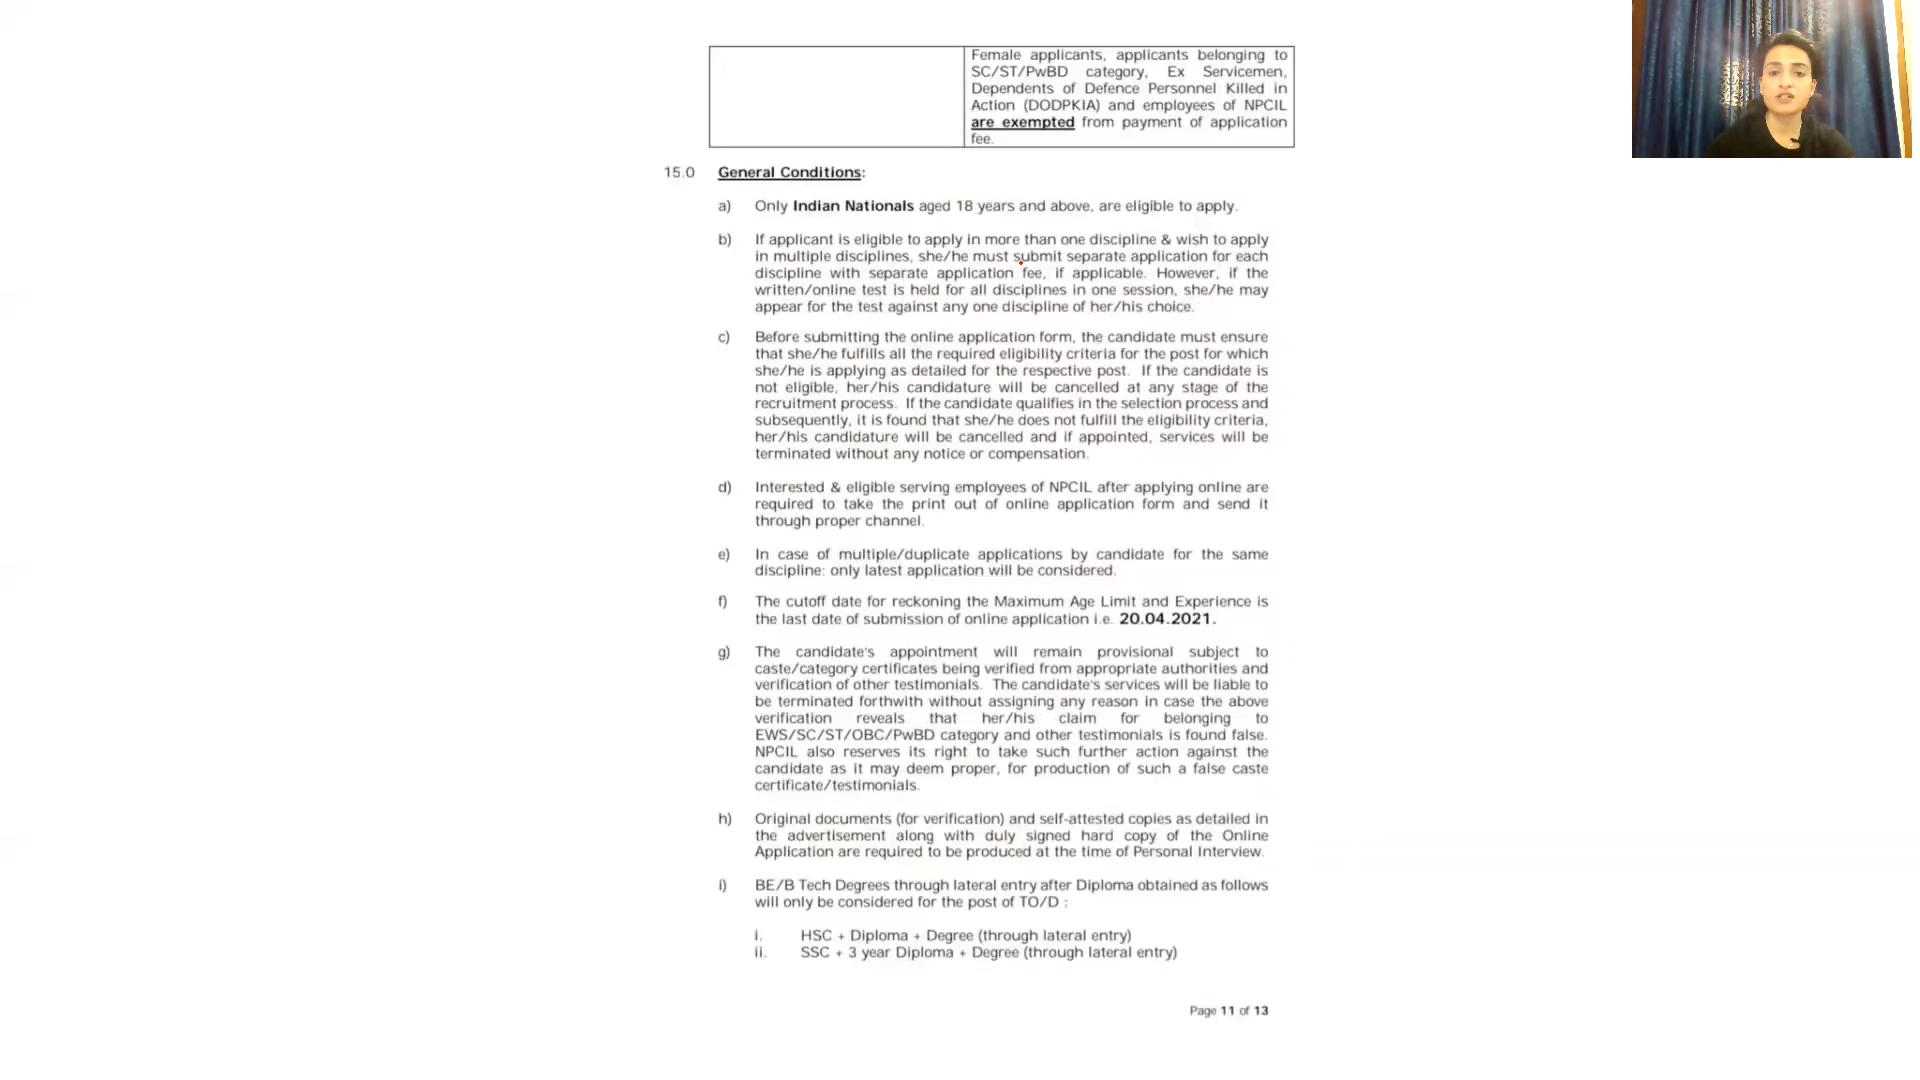 Female applicants, applicants belonging to
SC/ST/PwBD category, Ex Servicemen,
Dependents of Defence Personnel Killed in
Action (DODPKIA) and employees of NPCIL
are exempted from payment of application
fee.
15.0 General Conditions:
a) Only Indian Nationals aged 18 years and above, are eligible to apply.
b) If applicant is eligible to apply in more than one discipline & wish to apply
in multiple disciplines, she/he must submit separate application for each
discipline with separate application fee, if applicable. However, if the
written/online test is held for all disciplines in one session, she/he may
appear for the test against any one discipline of her/his choice.
c) Before submitting the online application form, the candidate must ensure
that she/he fulfills all the required eligibility criteria for the post for which
she/he is applying as detailed for the respective post. If the candidate is
not eligible, her/his candidature will be cancelled at any stage of the
recruitment process. If the candidate qualifies in the selection process and
subsequently, it is found that she/he does not fulfill the eligibility criteria,
her/his candidature will be cancelled and if appointed, services will be
terminated without any notice or compensation.
d) Interested & eligible serving employees of NPCIL after applying online are
required to take the print out of online application form and send it
through proper channel.
e) In case of multiple/duplicate applications by candidate for the same
discipline: only latest application will be considered.
f) The cutoff date for reckoning the Maximum Age Limit and Experience is
the last date of submission of online application i.e. 20.04.2021.
g) The candidate's appointment will remain provisional subject to
caste/category certificates being verified from appropriate authorities and
verification of other testimonials. The candidate's services will be liable to
be terminated forthwith without assigning any reason in case the above
verification reveals that her/his claim for belonging to
EWS/SC/ST/OBC/PwBD category and other testimonials is found false.
NPCIL also reserves its right to take such further action against the
candidate as it may deem proper, for production of such a false caste
certificate/testimonials.
h) Original documents (for verification) and self-attested copies as detailed in
the advertisement along with duly signed hard copy of the Online
Application are required to be produced at the time of Personal Interview.
i) BE/B Tech Degrees through lateral entry after Diploma obtained as follows
will only be considered for the post of TO/D :
i. HSC + Diploma + Degree (through lateral entry)
ii. SSC + 3 year Diploma + Degree (through lateral entry)
Page 11 of 13